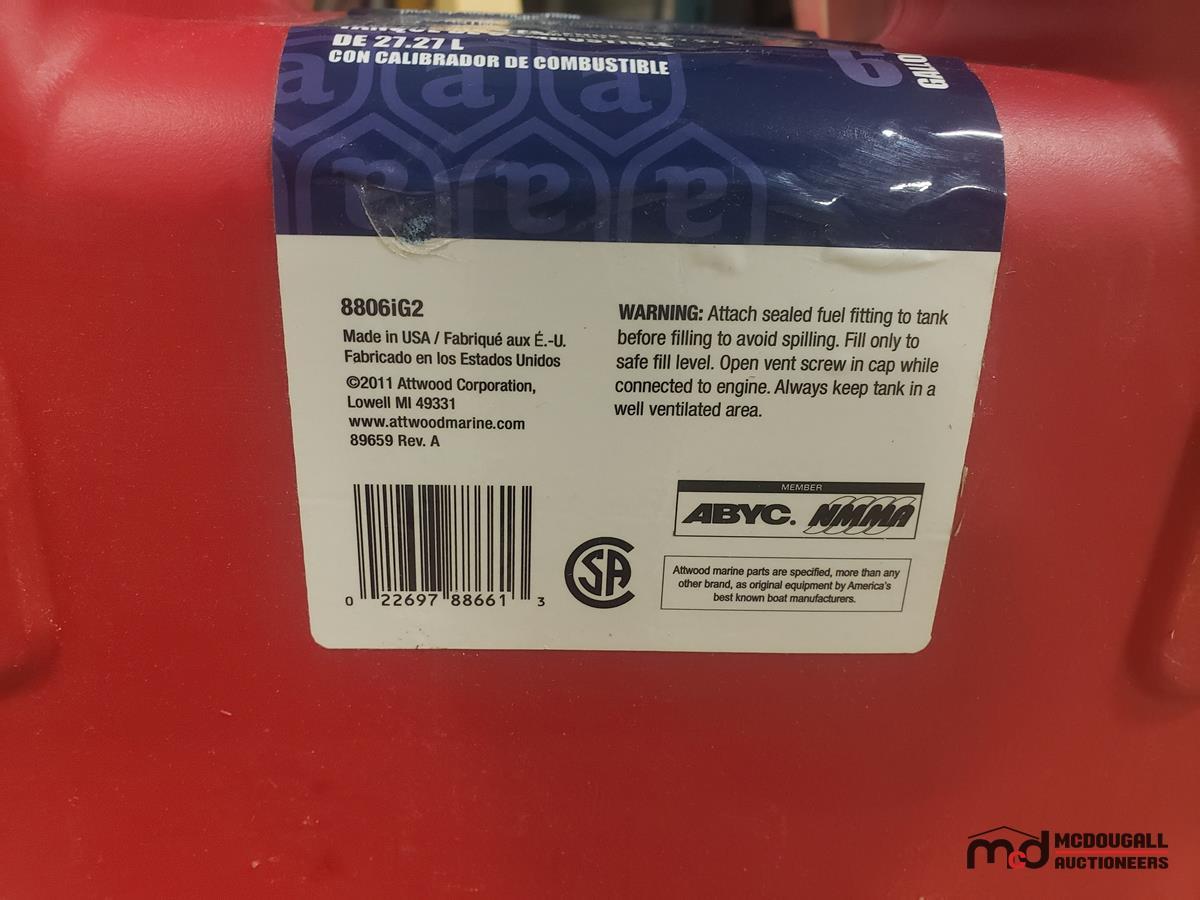 DE 27.27 L
CON CALIBRADOR DE COMBUSTIBLE
6
GALLO
a a a
a a a
8806iG2
Made in USA / Fabriqué aux É.-U.
Fabricado en los Estados Unidos
©2011 Attwood Corporation,
Lowell MI 49331
www.attwoodmarine.com
89659 Rev. A
WARNING: Attach sealed fuel fitting to tank
before filling to avoid spilling. Fill only to
safe fill level. Open vent screw in cap while
connected to engine. Always keep tank in a
well ventilated area.
0 22697 88661 3
CSA
MEMBER
ABYC. NMMA
Attwood marine parts are specified, more than any
other brand, as original equipment by America's
best known boat manufacturers.
mcd MCDOUGALL
AUCTIONEERS